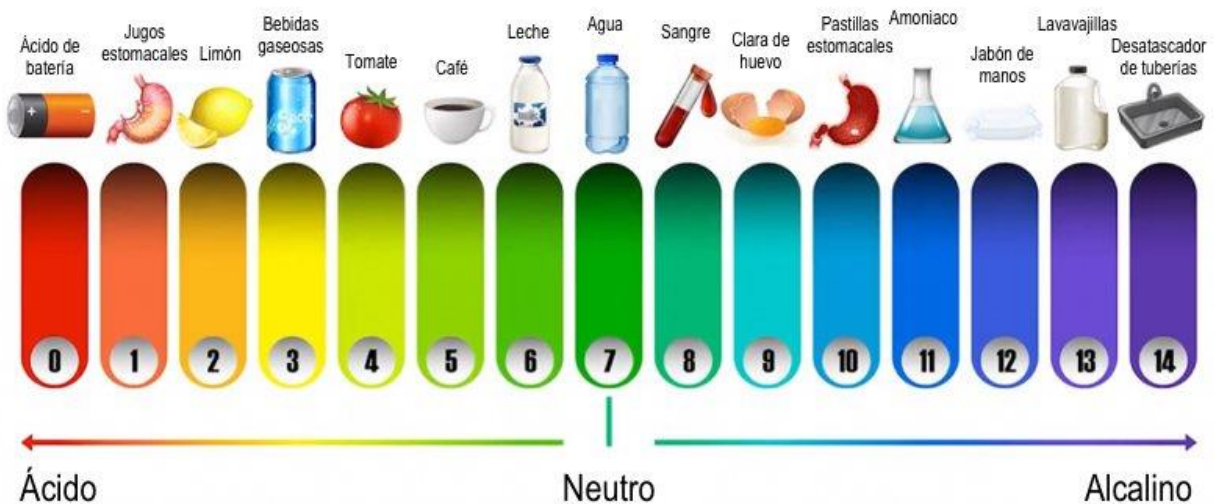 Ácido de
batería
Jugos
estomacales
Limón
Bebidas
gaseosas
Tomate
Café
Leche
Agua
Sangre
Clara de
huevo
Pastillas
estomacales
Amoniaco
Jabón de
manos
Lavavajillas
Desatascador
de tuberías
0
1
2
3
4
5
6
7
8
9
10
11
12
13
14
Ácido
Neutro
Alcalino